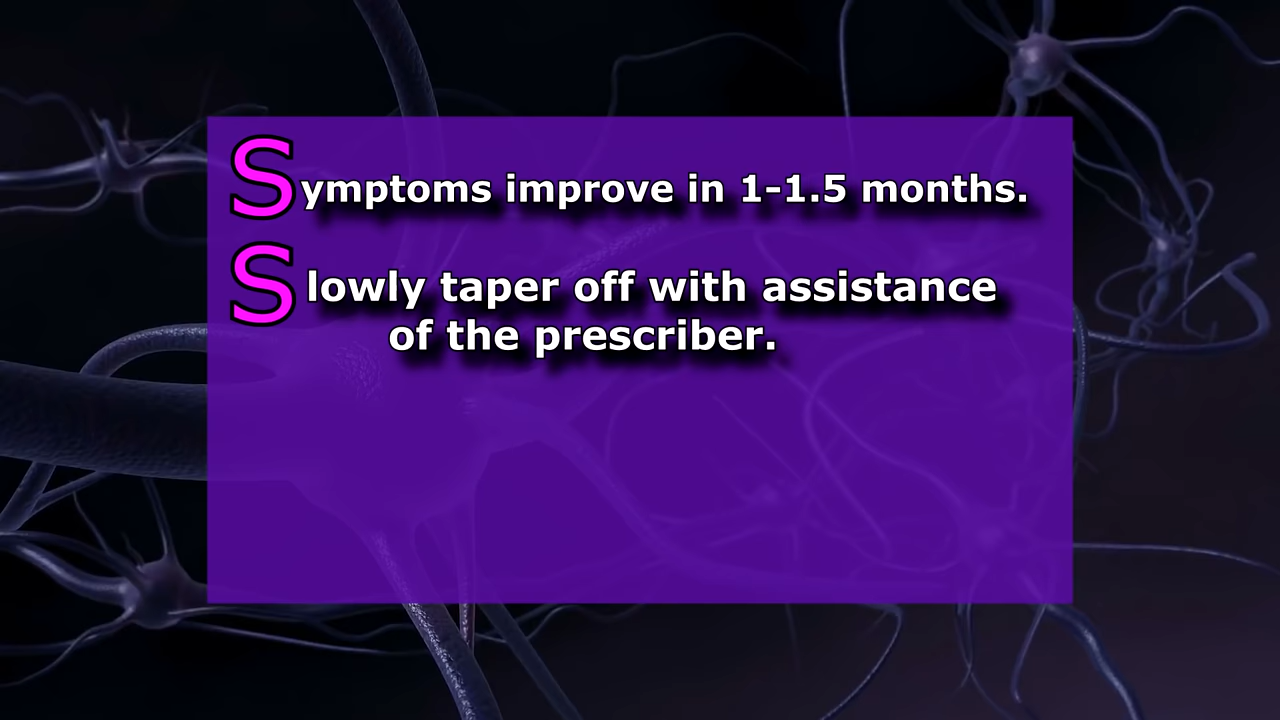 Symptoms improve in 1-1.5 months.
Slowly taper off with assistance
of the prescriber.